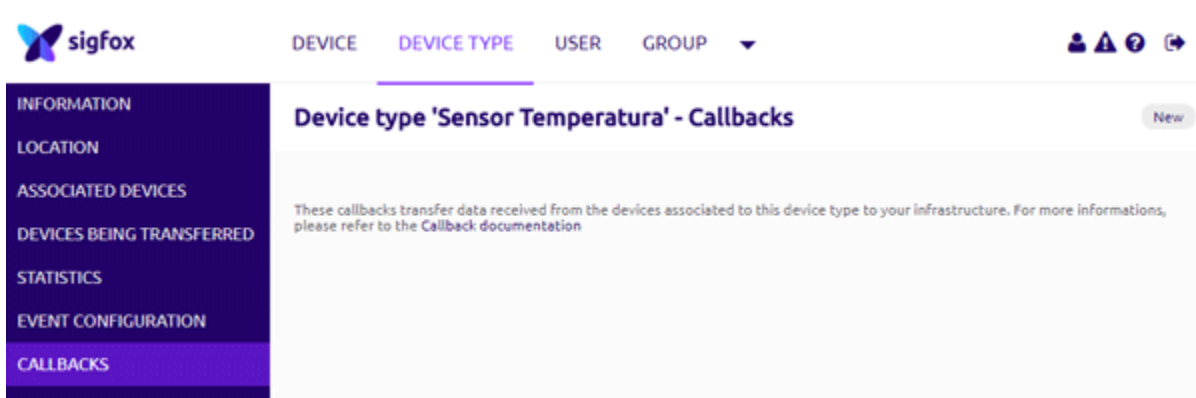 sigfox
DEVICE DEVICE TYPE USER GROUP
INFORMATION
LOCATION
ASSOCIATED DEVICES
DEVICES BEING TRANSFERRED
STATISTICS
EVENT CONFIGURATION
CALLBACKS
Device type 'Sensor Temperatura' - Callbacks
New
These callbacks transfer data received from the devices associated to this device type to your infrastructure. For more informations,
please refer to the Callback documentation